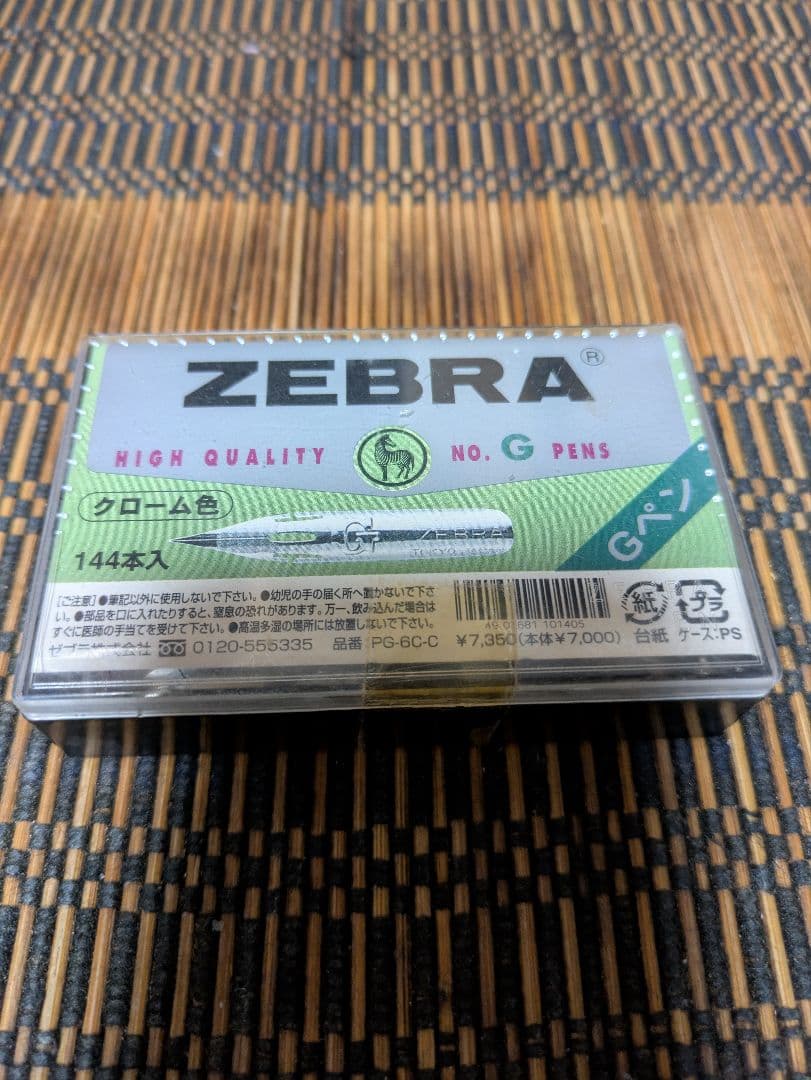 ZEBRA®
HIGH QUALITY NO. G PENS
クローム色
G ZEBRA
Gペン
144本入
[ご注意]●筆記以外に使用しないで下さい。●幼児の手の届く所へ置かないで下さ
い。●部品を口に入れたりすると、窒息の恐れがあります。万一、飲み込んだ場合は
すぐに医師の手当てを受けて下さい。●高温多湿の場所には放置しないで下さい。
49 01681 101405
紙 プラ
ゼブラ株式会社 0120-555335 品番 PG-6C-C ¥7,350(本体¥7,000) 台紙 ケース:PS